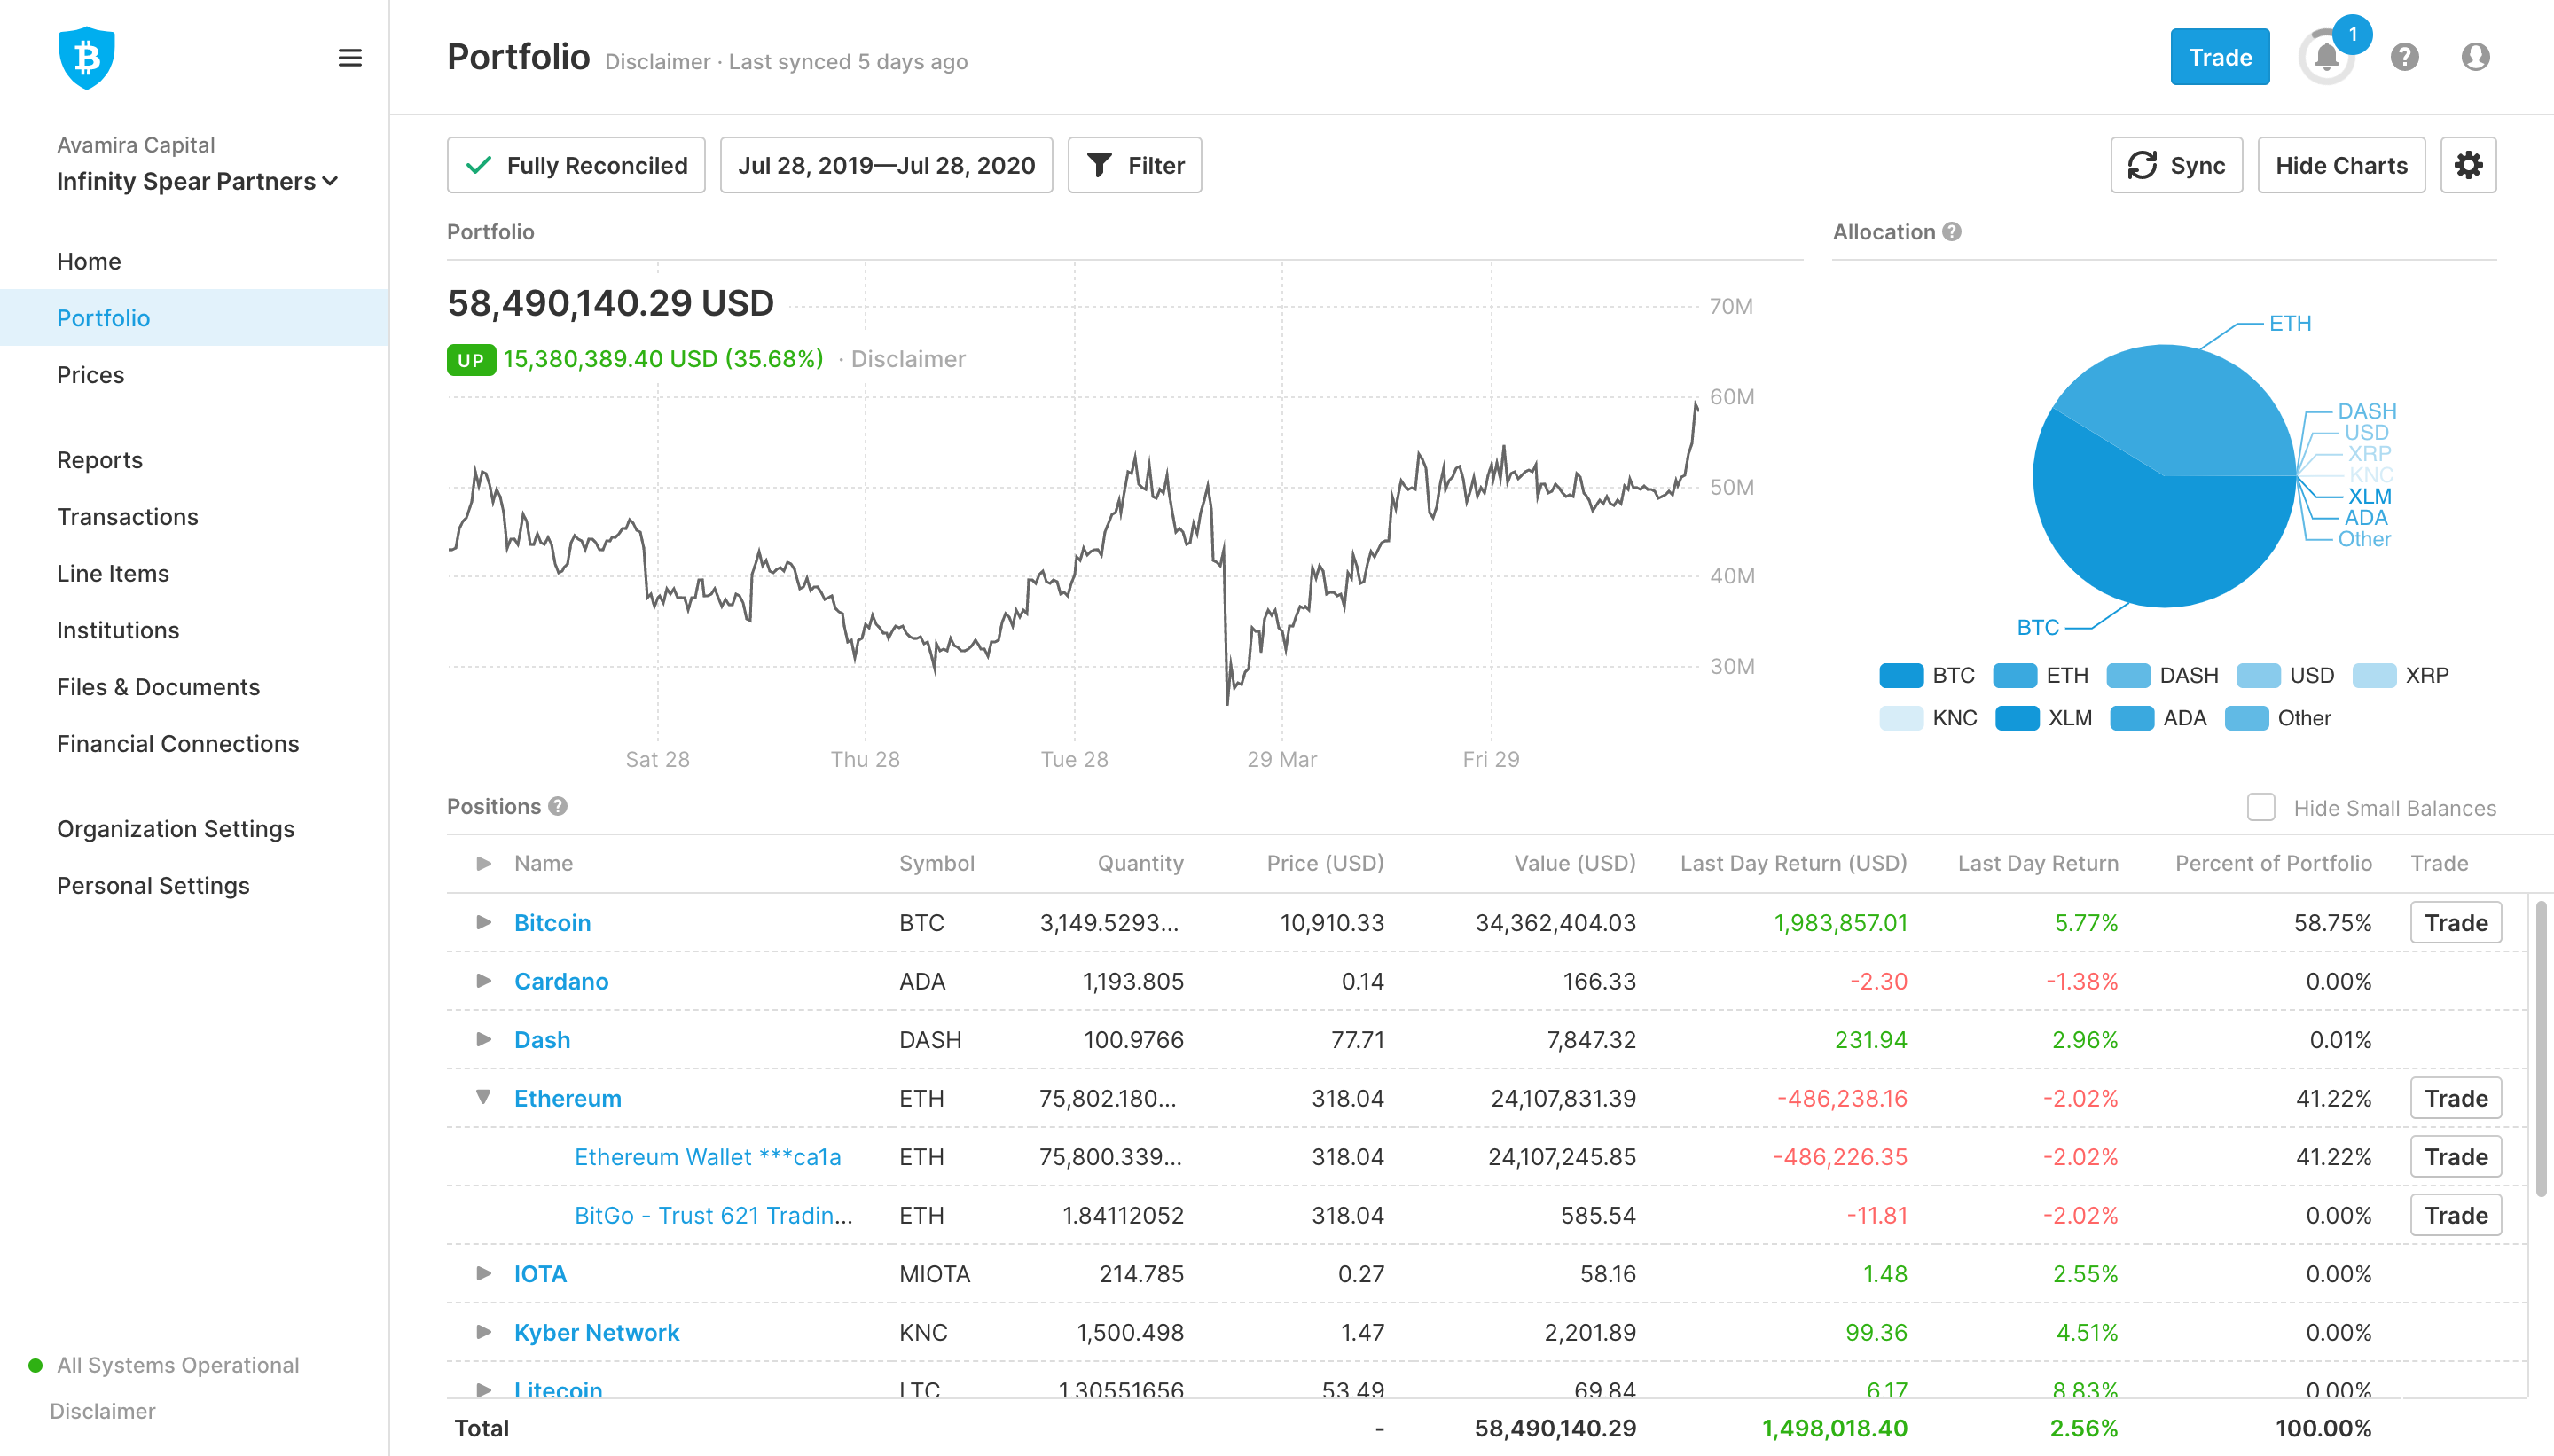 Avamira Capital
Infinity Spear Partners
Home
Portfolio
Prices
Reports
Transactions
Line Items
Institutions
Files & Documents
Financial Connections
Organization Settings
Personal Settings
All Systems Operational
Disclaimer
Portfolio Disclaimer · Last synced 5 days ago
Trade 1 ?
Fully Reconciled Jul 28, 2019—Jul 28, 2020 Filter
Sync Hide Charts
Portfolio
58,490,140.29 USD
UP 15,380,389.40 USD (35.68%) · Disclaimer
70M
60M
50M
40M
30M
Sat 28 Thu 28 Tue 28 29 Mar Fri 29
Allocation ?
ETH
DASH
USD
XRP
KNC
XLM
ADA
Other
BTC
BTC ETH DASH USD XRP
KNC XLM ADA Other
Positions ? Hide Small Balances
Name Symbol Quantity Price (USD) Value (USD) Last Day Return (USD) Last Day Return Percent of Portfolio Trade
Bitcoin BTC 3,149.5293... 10,910.33 34,362,404.03 1,983,857.01 5.77% 58.75% Trade
Cardano ADA 1,193.805 0.14 166.33 -2.30 -1.38% 0.00%
Dash DASH 100.9766 77.71 7,847.32 231.94 2.96% 0.01%
Ethereum ETH 75,802.180... 318.04 24,107,831.39 -486,238.16 -2.02% 41.22% Trade
Ethereum Wallet ***ca1a ETH 75,800.339... 318.04 24,107,245.85 -486,226.35 -2.02% 41.22% Trade
BitGo - Trust 621 Tradin... ETH 1.84112052 318.04 585.54 -11.81 -2.02% 0.00% Trade
IOTA MIOTA 214.785 0.27 58.16 1.48 2.55% 0.00%
Kyber Network KNC 1,500.498 1.47 2,201.89 99.36 4.51% 0.00%
Litecoin LTC 1.30551656 53.49 69.84 6.17 8.83% 0.00%
Total - 58,490,140.29 1,498,018.40 2.56% 100.00%